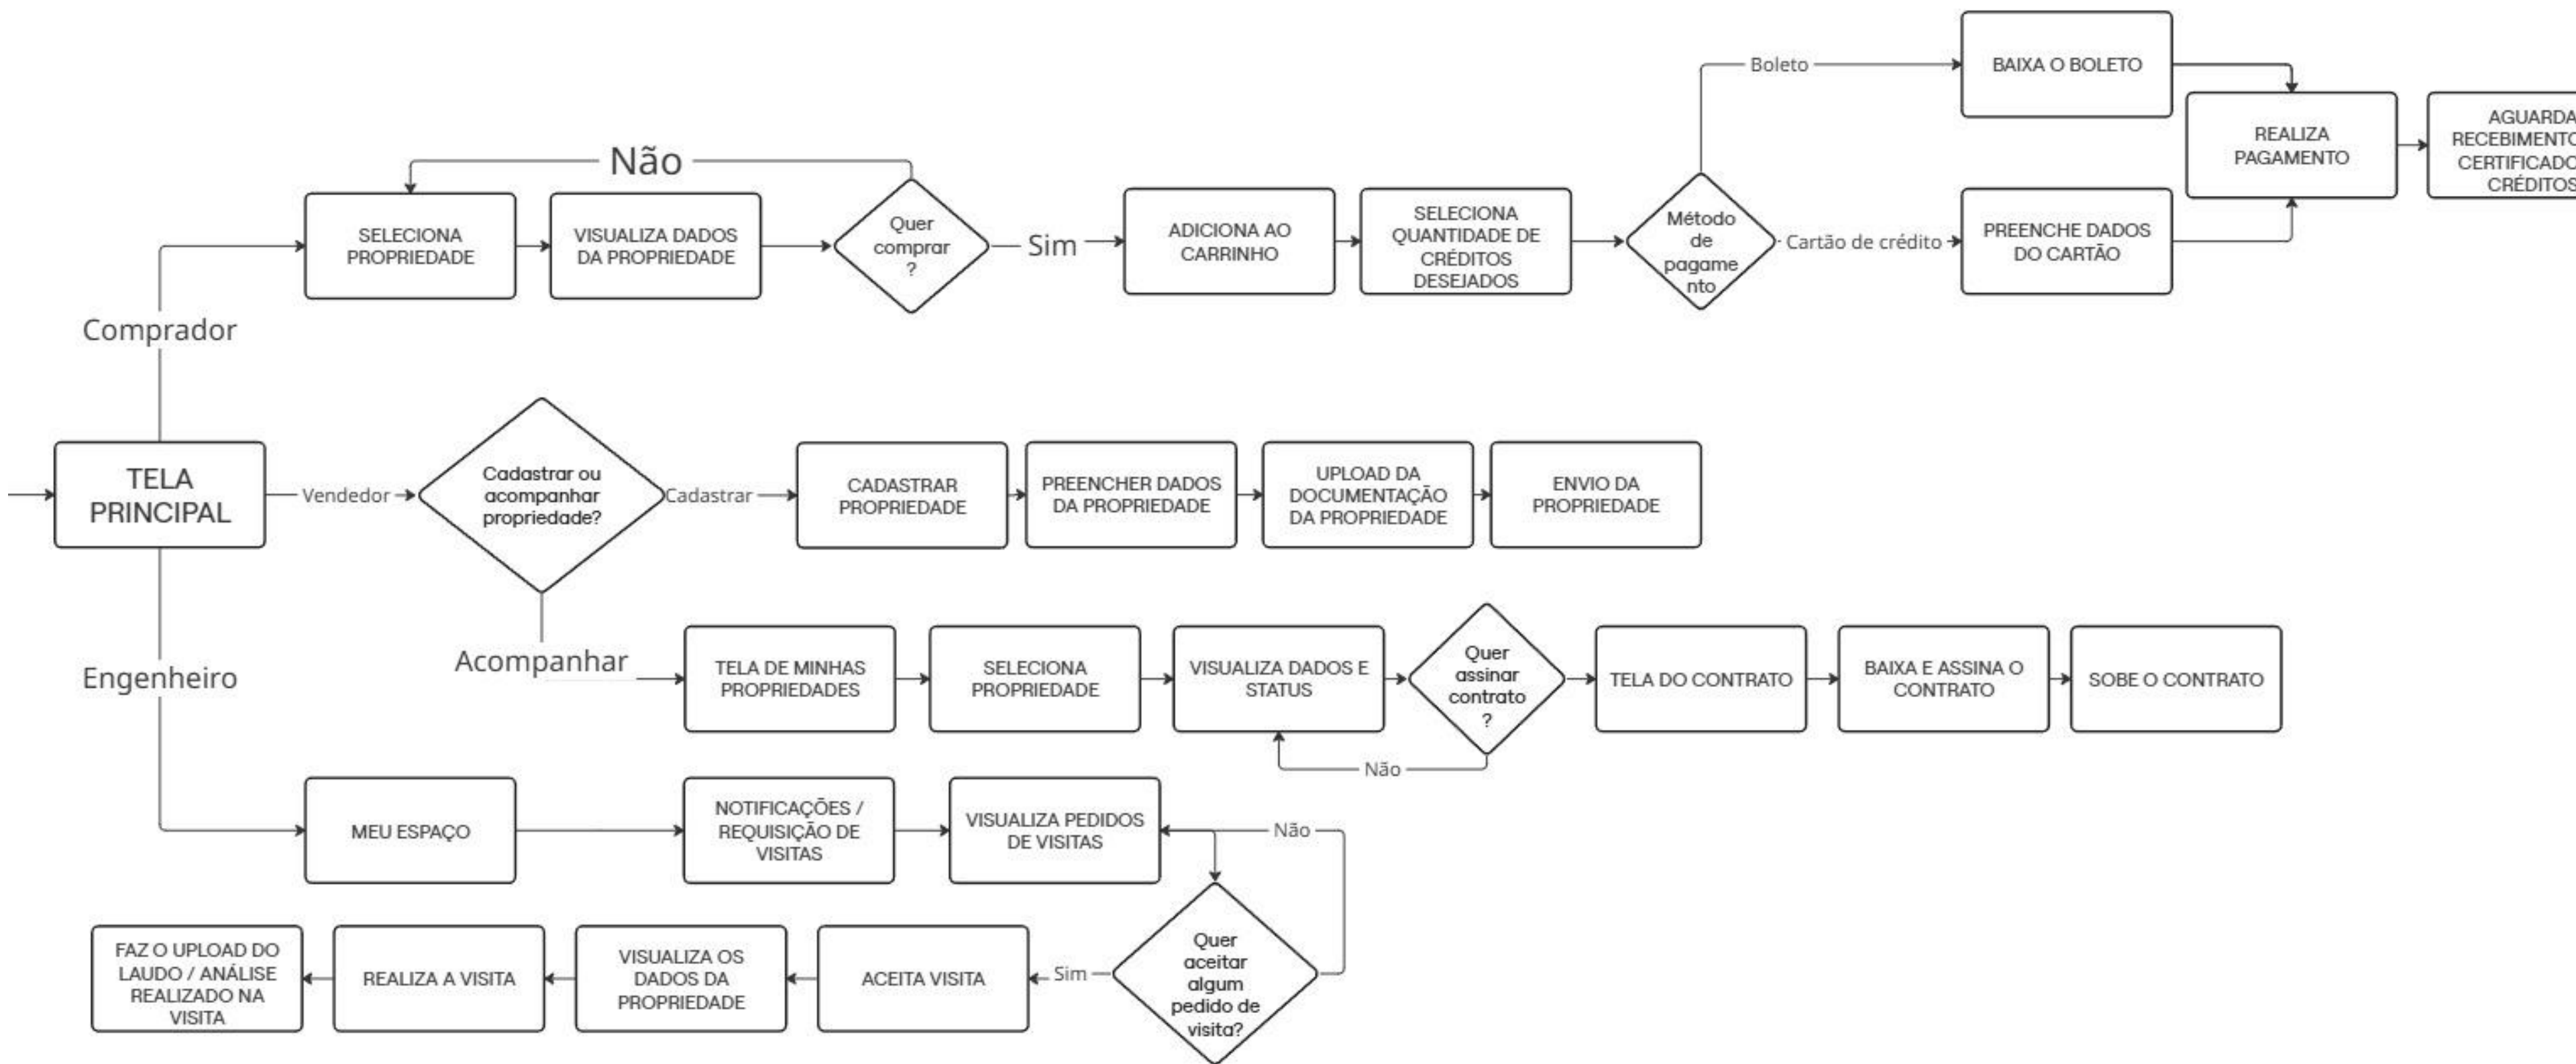 Boleto
BAIXA O BOLETO
REALIZA
PAGAMENTO
AGUARDA
RECEBIMENTO
CERTIFICADO
CRÉDITOS
Não
SELECIONA
PROPRIEDADE
VISUALIZA DADOS
DA PROPRIEDADE
Quer
comprar
?
Sim
ADICIONA AO
CARRINHO
SELECIONA
QUANTIDADE DE
CRÉDITOS
DESEJADOS
Método
de
pagame
nto
Cartão de crédito
PREENCHE DADOS
DO CARTÃO
Comprador
TELA
PRINCIPAL
Vendedor
Cadastrar ou
acompanhar
propriedade?
Cadastrar
CADASTRAR
PROPRIEDADE
PREENCHER DADOS
DA PROPRIEDADE
UPLOAD DA
DOCUMENTAÇÃO
DA PROPRIEDADE
ENVIO DA
PROPRIEDADE
Acompanhar
TELA DE MINHAS
PROPRIEDADES
SELECIONA
PROPRIEDADE
VISUALIZA DADOS E
STATUS
Quer
assinar
contrato
?
TELA DO CONTRATO
BAIXA E ASSINA O
CONTRATO
SOBE O CONTRATO
Não
Engenheiro
MEU ESPAÇO
NOTIFICAÇÕES /
REQUISIÇÃO DE
VISITAS
VISUALIZA PEDIDOS
DE VISITAS
Não
Quer
aceitar
algum
pedido de
visita?
Sim
ACEITA VISITA
VISUALIZA OS
DADOS DA
PROPRIEDADE
REALIZA A VISITA
FAZ O UPLOAD DO
LAUDO / ANÁLISE
REALIZADO NA
VISITA